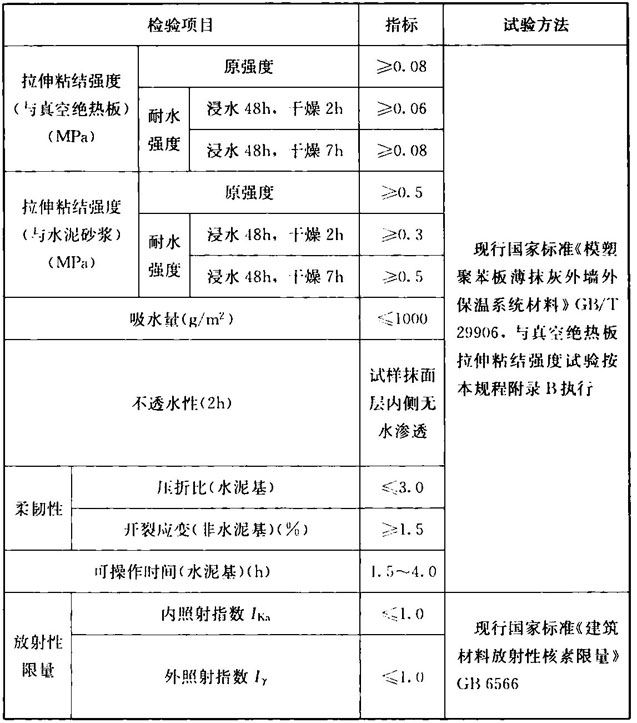 检验项目 指标 试验方法
拉伸粘结强度
(与真空绝热板)
(MPa)
原强度 ≥0.08
耐水
强度
浸水 48h，干燥 2h ≥0.06
浸水 48h，干燥 7h ≥0.08
拉伸粘结强度
(与水泥砂浆)
(MPa)
原强度 ≥0.5
耐水
强度
浸水 48h，干燥 2h ≥0.3
浸水 48h，干燥 7h ≥0.5
吸水量(g/m²) ≤1000
不透水性(2h)
试样抹面
层内侧无
水渗透
柔韧性
压折比(水泥基) ≤3.0
开裂应变(非水泥基)(%) ≥1.5
可操作时间(水泥基)(h) 1.5~4.0
现行国家标准《模塑
聚苯板薄抹灰外墙外
保温系统材料》GB/T
29906，与真空绝热板
拉伸粘结强度试验按
本规程附录 B 执行
放射性
限量
内照射指数 IKa ≤1.0
外照射指数 Iγ ≤1.0
现行国家标准《建筑
材料放射性核素限量》
GB 6566